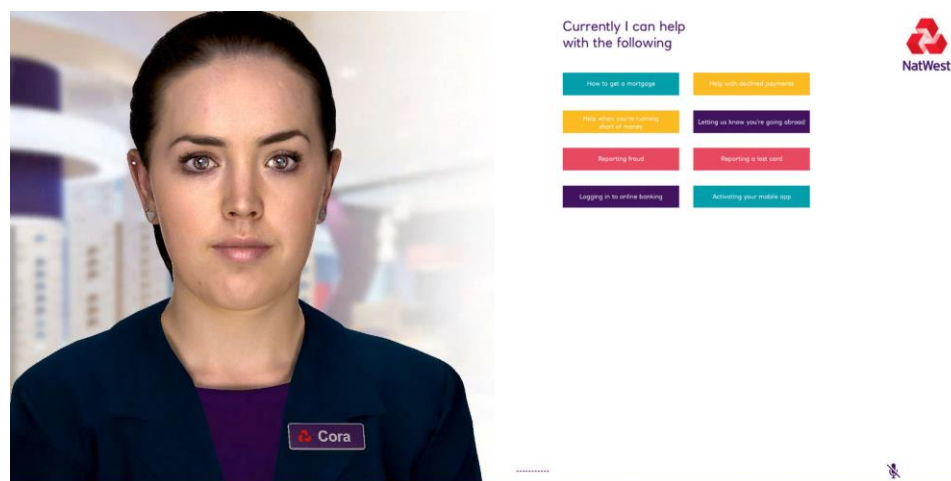 Currently I can help
with the following
NatWest
How to get a mortgage
Help with declined payments
Help when you're running
short of money
Letting us know you're going abroad
Reporting fraud
Reporting a lost card
Logging in to online banking
Activating your mobile app
Cora